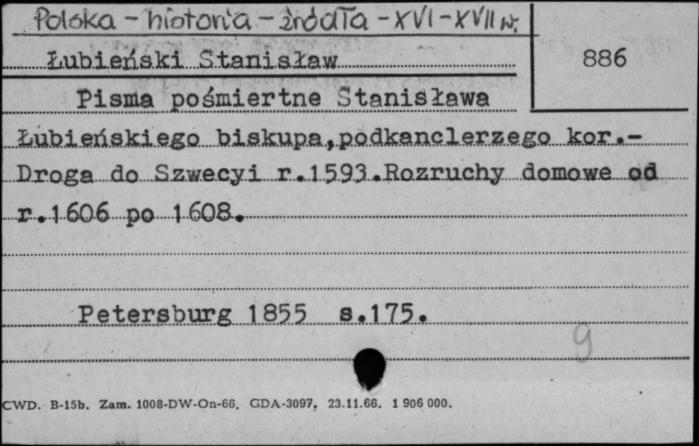 Polska - historia - źródła - XVI - XVII w.
Łubieński Stanisław
886
Pisma pośmiertne Stanisława
Łubieńskiego biskupa,podkanclerzego kor.-
Droga do Szwecyi r.1593.Rozruchy domowe od
r.1606 po 1608.
Petersburg 1855 s.175.
g
CWD. B-15b. Zam. 1008-DW-On-66. GDA-3097. 23.11.66. 1 906 000.